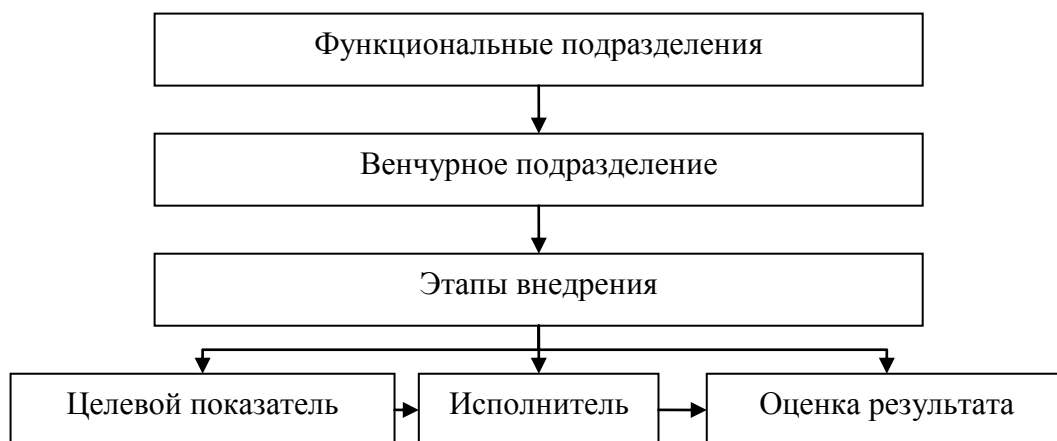 Функциональные подразделения
Венчурное подразделение
Этапы внедрения
Целевой показатель
Исполнитель
Оценка результата